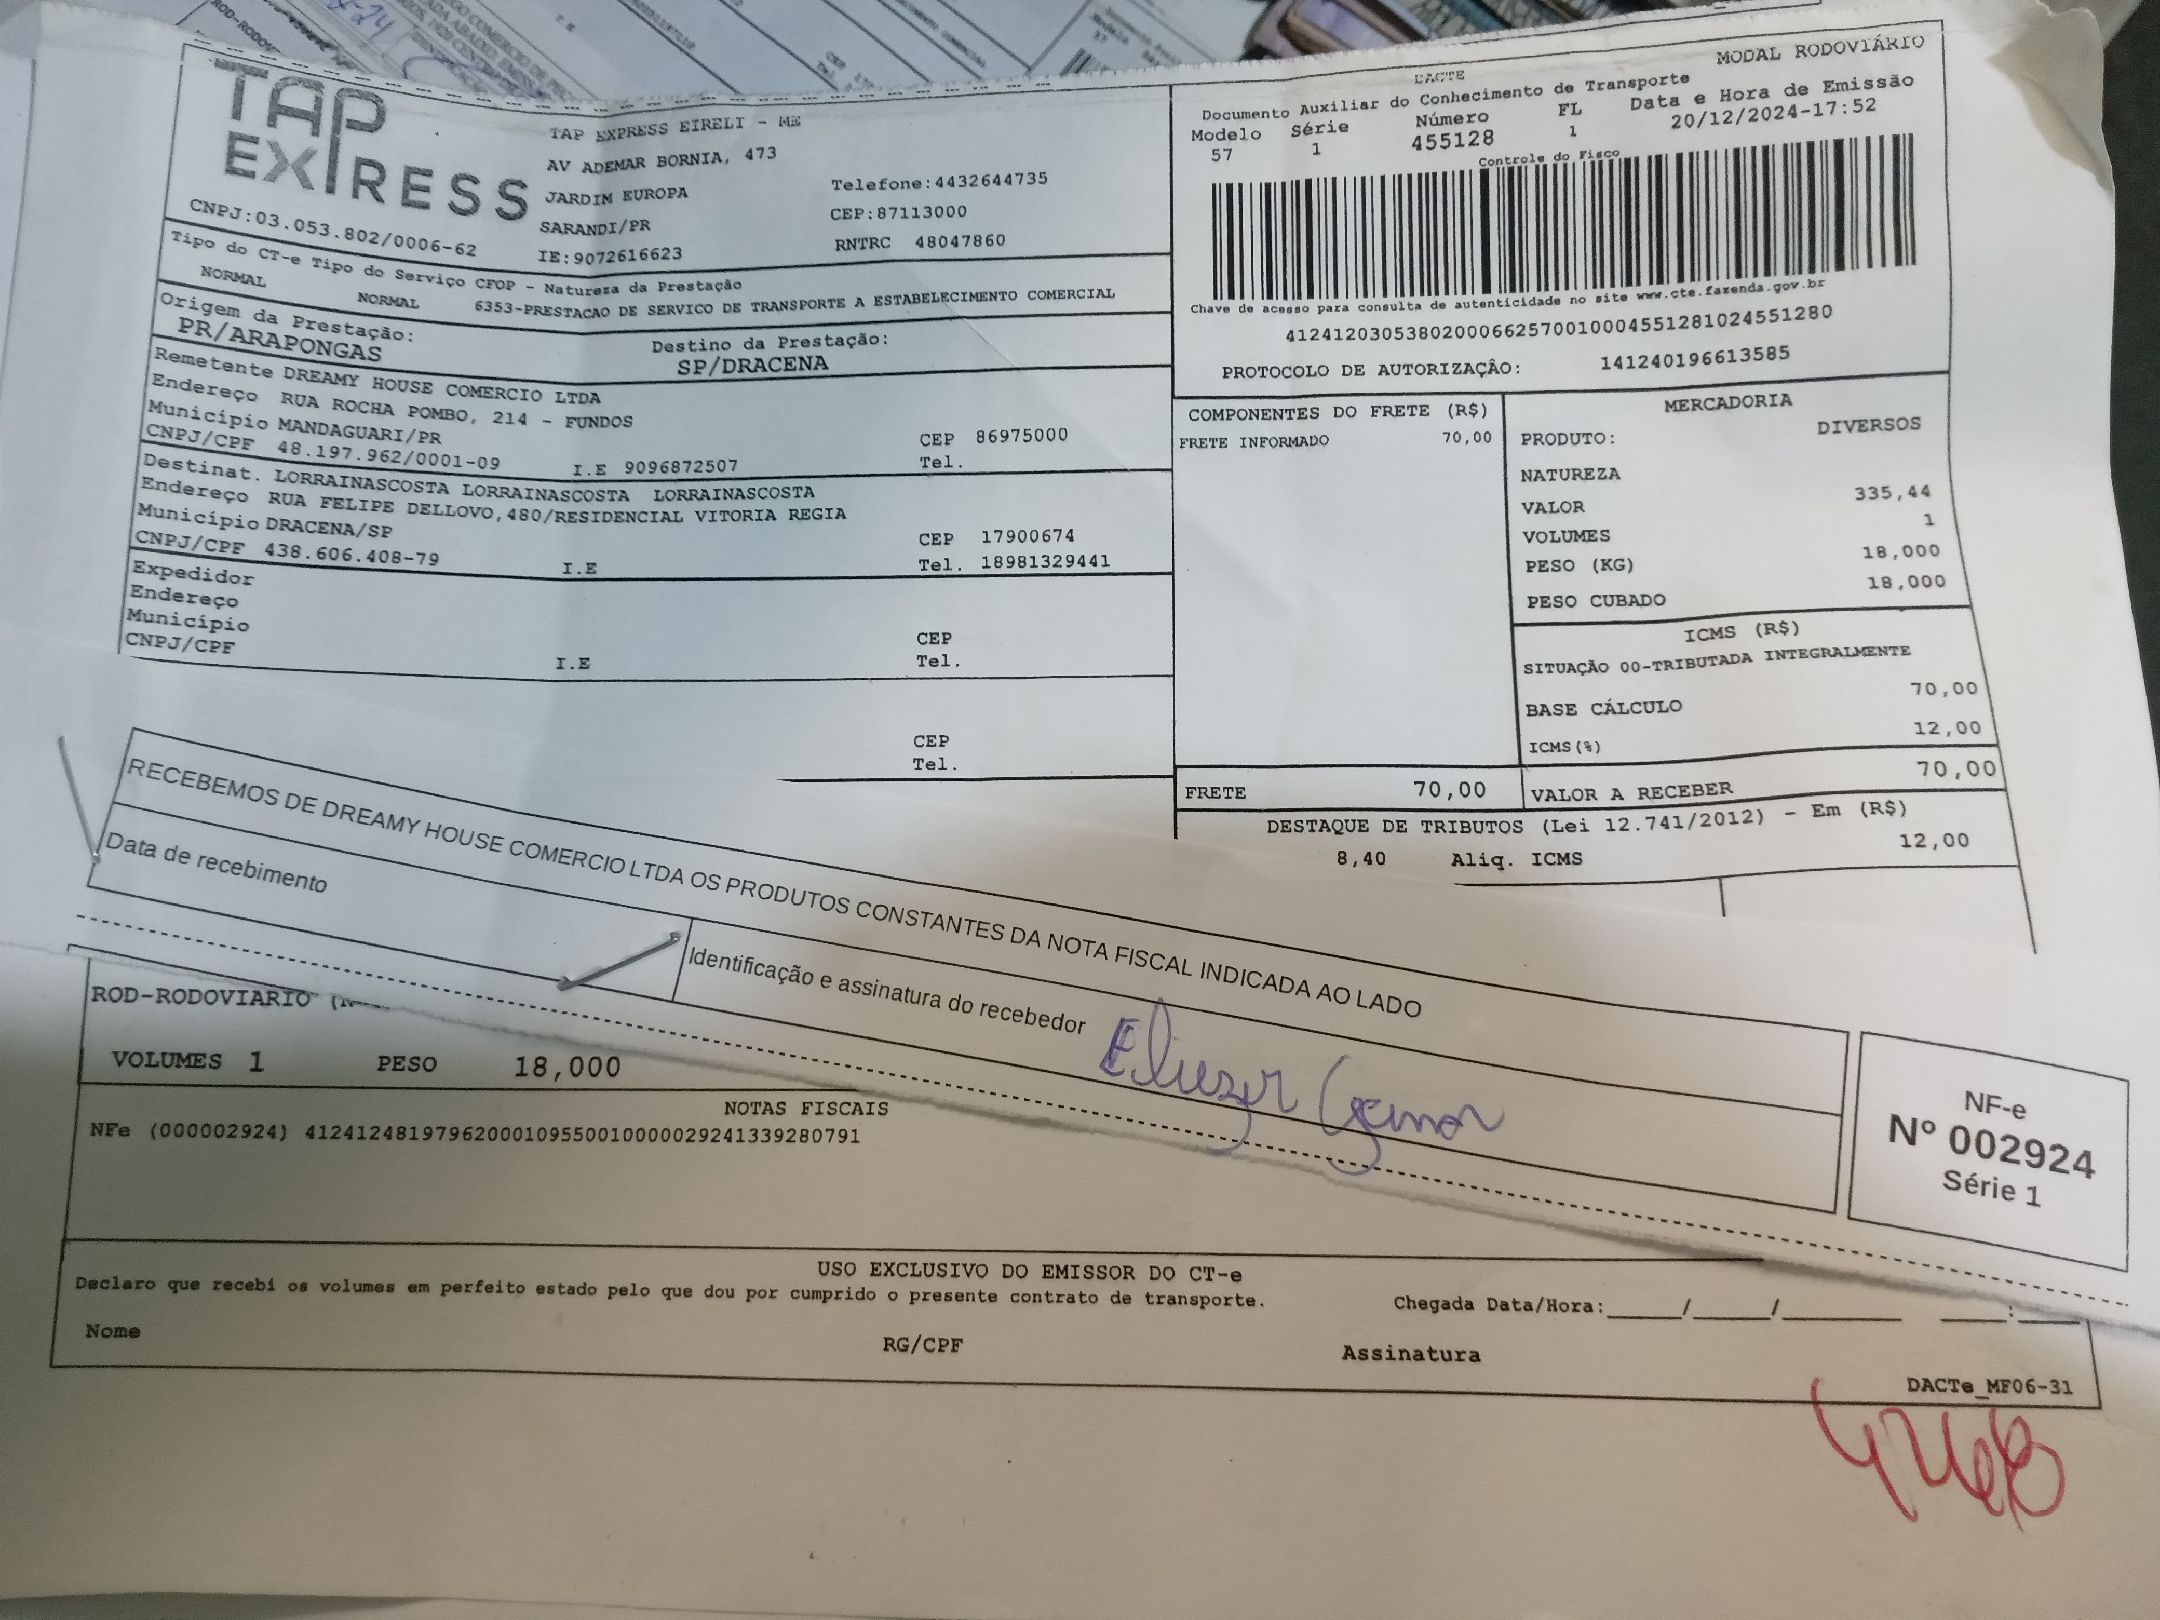 TAP
EXPRESS
CNPJ:03.053.802/0006-62
TAP EXPRESS EIRELI - ME
AV ADEMAR BORNIA, 473
JARDIM EUROPA
SARANDI/PR
IE:9072616623
Telefone:4432644735
CEP:87113000
RNTRC 48047860
Tipo do CT-e Tipo do Serviço CFOP - Natureza da Prestação
NORMAL NORMAL 6353-PRESTACAO DE SERVICO DE TRANSPORTE A ESTABELECIMENTO COMERCIAL
Origem da Prestação:
PR/ARAPONGAS
Destino da Prestação:
SP/DRACENA
Remetente DREAMY HOUSE COMERCIO LTDA
Endereço RUA ROCHA POMBO, 214 - FUNDOS
Município MANDAGUARI/PR CEP 86975000
CNPJ/CPF 48.197.962/0001-09 I.E 9096872507 Tel.
Destinat. LORRAINASCOSTA LORRAINASCOSTA LORRAINASCOSTA
Endereço RUA FELIPE DELLOVO,480/RESIDENCIAL VITORIA REGIA
Município DRACENA/SP CEP 17900674
CNPJ/CPF 438.606.408-79 I.E Tel. 18981329441
Expedidor
Endereço
Município CEP
CNPJ/CPF I.E Tel.
CEP
Tel.
DACTE
MODAL RODOVIÁRIO
Documento Auxiliar do Conhecimento de Transporte
Modelo Série Número FL Data e Hora de Emissão
57 1 455128 1 20/12/2024-17:52
Controle do Fisco
Chave de acesso para consulta de autenticidade no site www.cte.fazenda.gov.br
41241203053802000662570010004551281024551280
PROTOCOLO DE AUTORIZAÇÂO: 141240196613585
COMPONENTES DO FRETE (R$)
FRETE INFORMADO 70,00
MERCADORIA
PRODUTO: DIVERSOS
NATUREZA
VALOR 335,44
VOLUMES 1
PESO (KG) 18,000
PESO CUBADO 18,000
ICMS (R$)
SITUAÇÃO 00-TRIBUTADA INTEGRALMENTE
BASE CÁLCULO 70,00
ICMS(%) 12,00
FRETE 70,00 VALOR A RECEBER 70,00
DESTAQUE DE TRIBUTOS (Lei 12.741/2012) - Em (R$)
8,40 Aliq. ICMS 12,00
RECEBEMOS DE DREAMY HOUSE COMERCIO LTDA OS PRODUTOS CONSTANTES DA NOTA FISCAL INDICADA AO LADO
Data de recebimento
Identificação e assinatura do recebedor
NF-e
Nº 002924
Série 1
ROD-RODOVIARIO
VOLUMES 1 PESO 18,000
NOTAS FISCAIS
NFe (000002924) 41241248197962000109550010000029241339280791
USO EXCLUSIVO DO EMISSOR DO CT-e
Declaro que recebi os volumes em perfeito estado pelo que dou por cumprido o presente contrato de transporte.
Chegada Data/Hora:____/____/______ ___:___
Nome RG/CPF Assinatura
DACTe_MF06-31